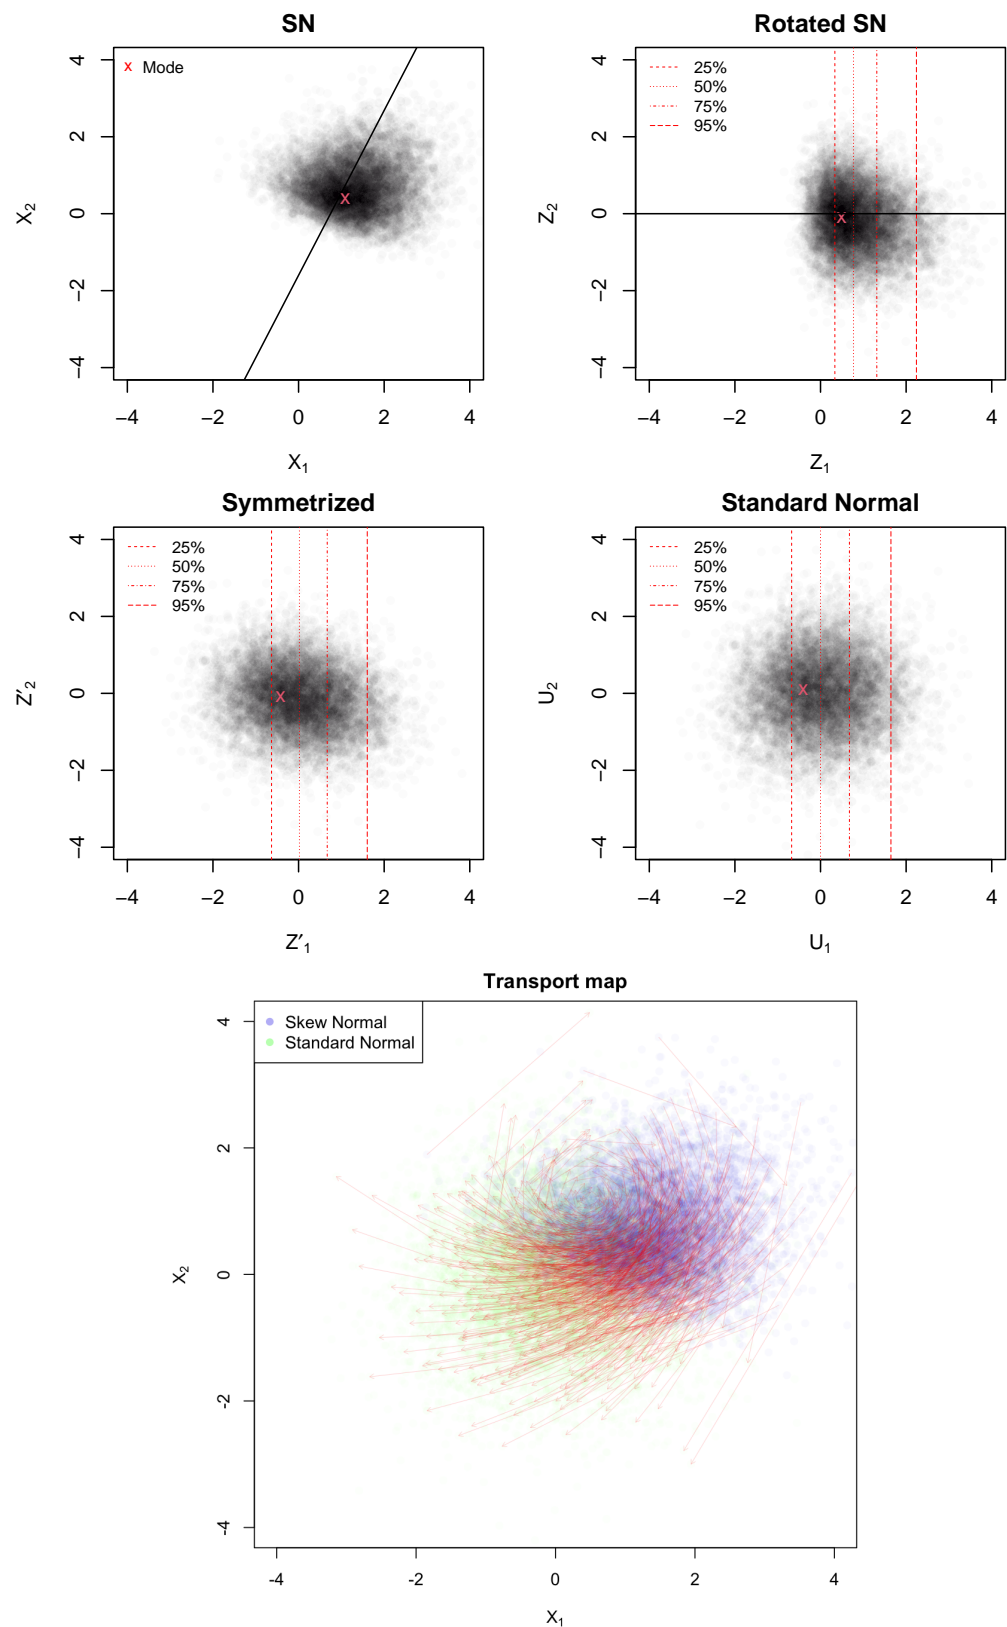 SN
4
2
0
−2
−4
X₂
x Mode
x
−4 −2 0 2 4
X₁
Rotated SN
4
2
0
−2
−4
Z₂
25%
50%
75%
95%
x
−4 −2 0 2 4
Z₁
Symmetrized
4
2
0
−2
−4
Z′₂
25%
50%
75%
95%
x
−4 −2 0 2 4
Z′₁
Standard Normal
4
2
0
−2
−4
U₂
25%
50%
75%
95%
x
−4 −2 0 2 4
U₁
Transport map
4
2
0
-2
-4
X₂
Skew Normal
Standard Normal
-4 -2 0 2 4
X₁